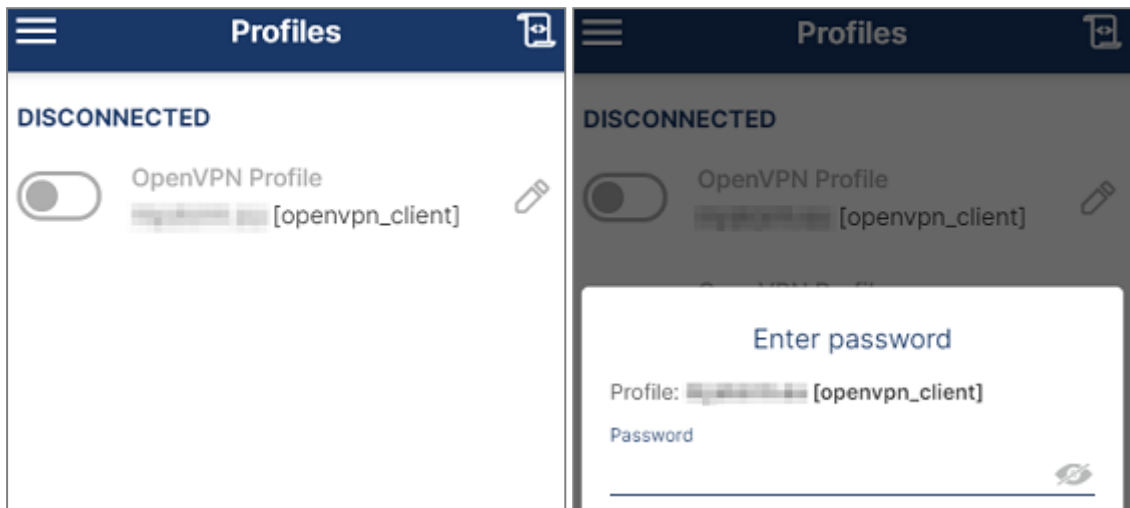 Profiles
DISCONNECTED
OpenVPN Profile
[openvpn_client]
Profiles
DISCONNECTED
OpenVPN Profile
[openvpn_client]
Enter password
Profile: [openvpn_client]
Password